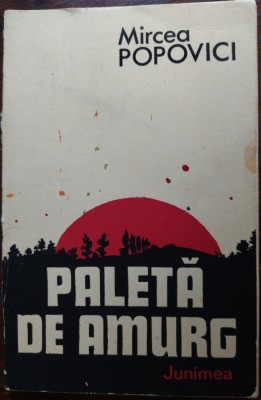 Mircea
POPOVICI
PALETĂ
DE AMURG
Junimea